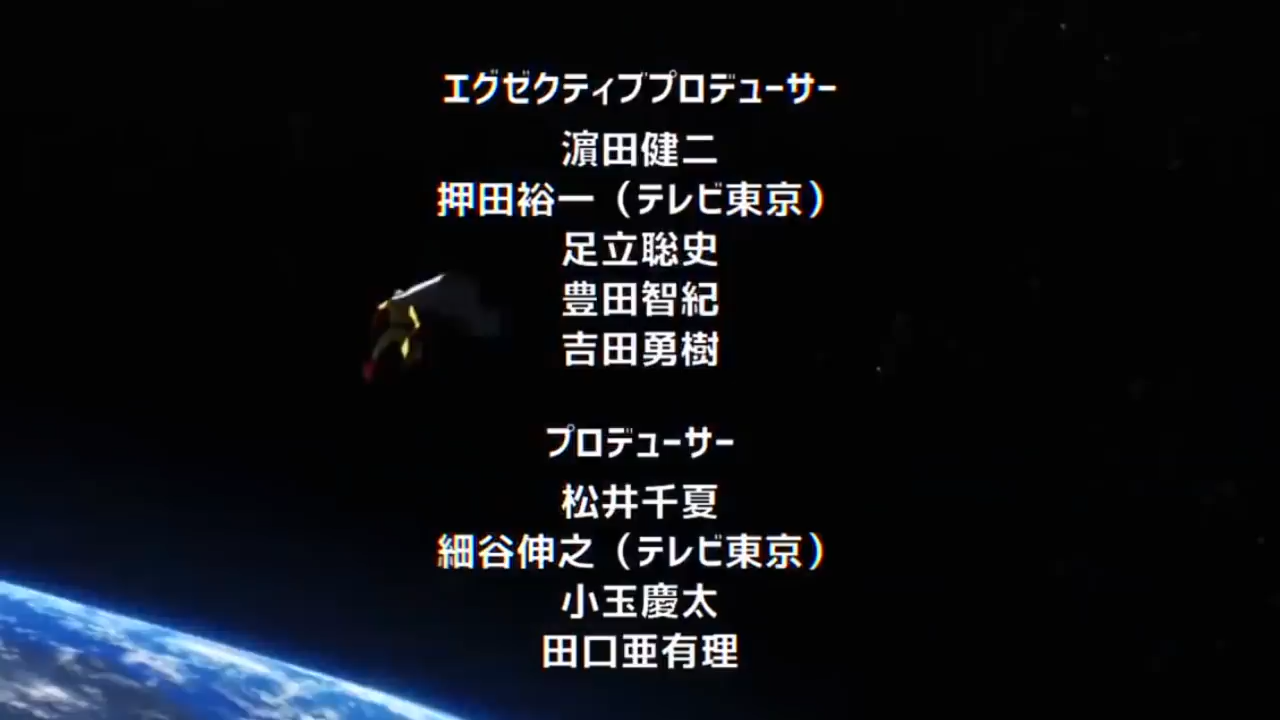 エグゼクティブプロデューサー
濵田健二
押田裕一（テレビ東京）
足立聡史
豊田智紀
吉田勇樹
プロデューサー
松井千夏
細谷伸之（テレビ東京）
小玉慶太
田口亜有理